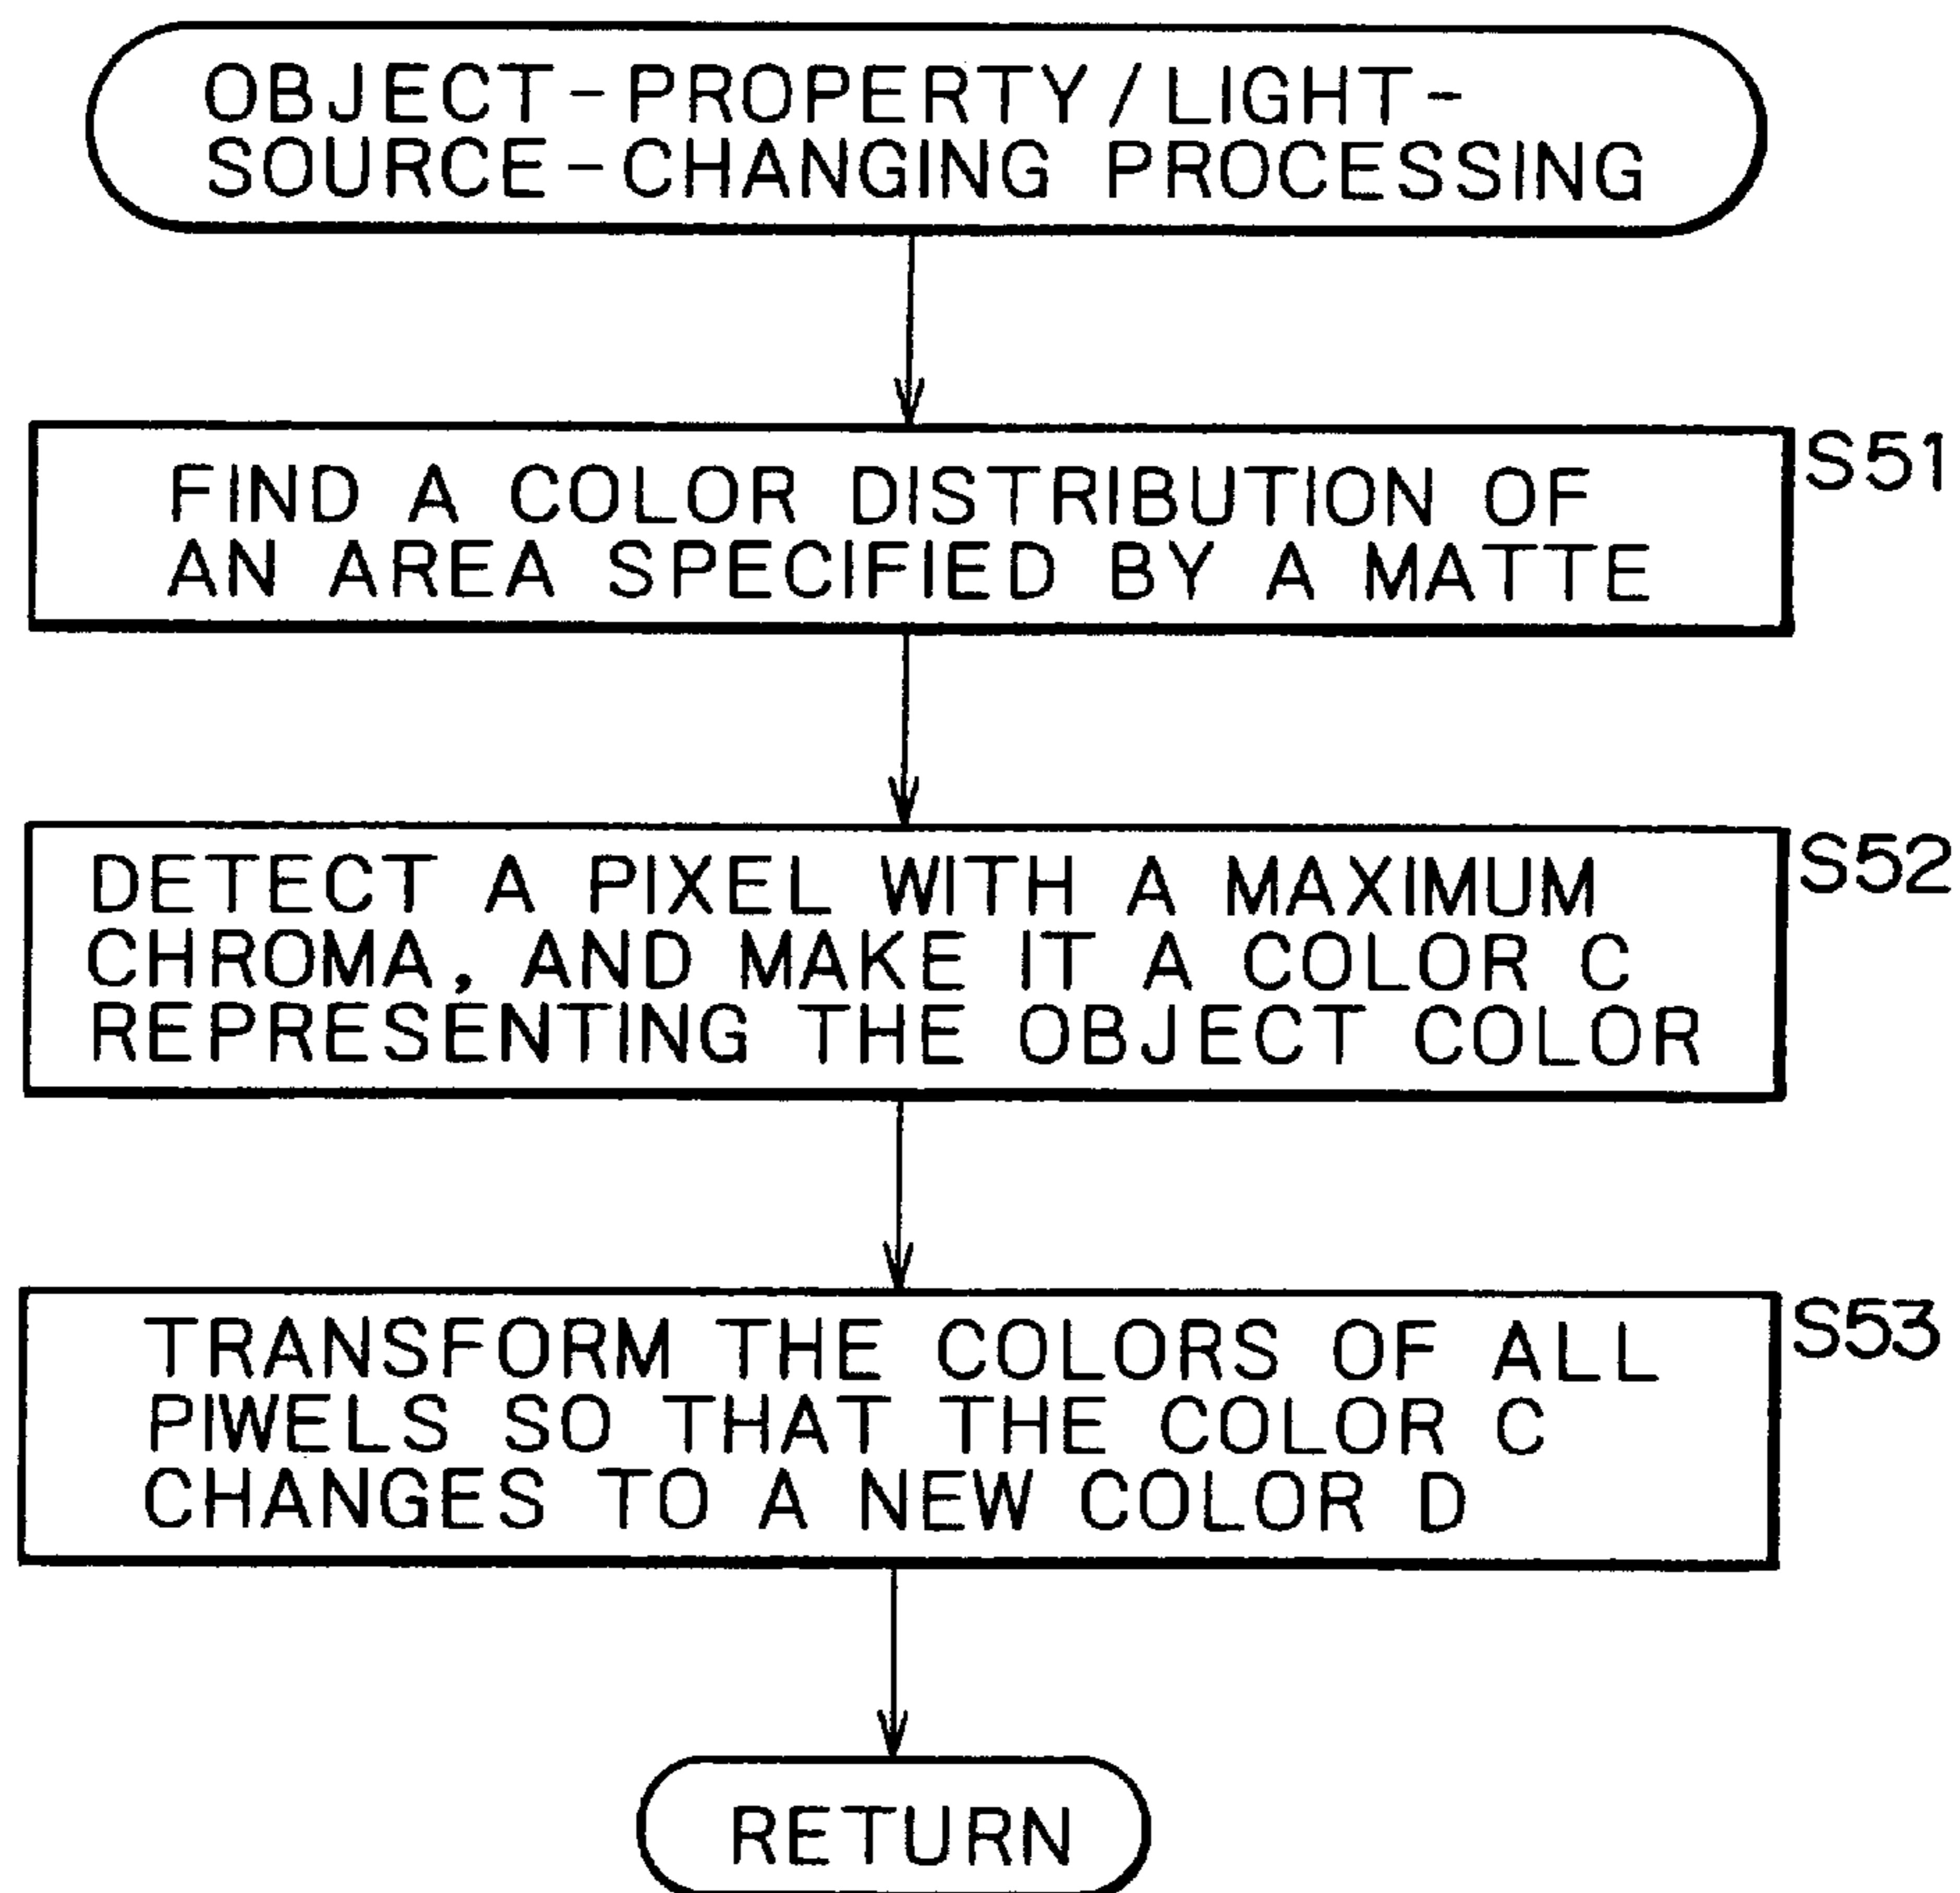 OBJECT-PROPERTY/LIGHT-
SOURCE-CHANGING PROCESSING
FIND A COLOR DISTRIBUTION OF
AN AREA SPECIFIED BY A MATTE
S51
DETECT A PIXEL WITH A MAXIMUM
CHROMA, AND MAKE IT A COLOR C
REPRESENTING THE OBJECT COLOR
S52
TRANSFORM THE COLORS OF ALL
PIWELS SO THAT THE COLOR C
CHANGES TO A NEW COLOR D
S53
RETURN